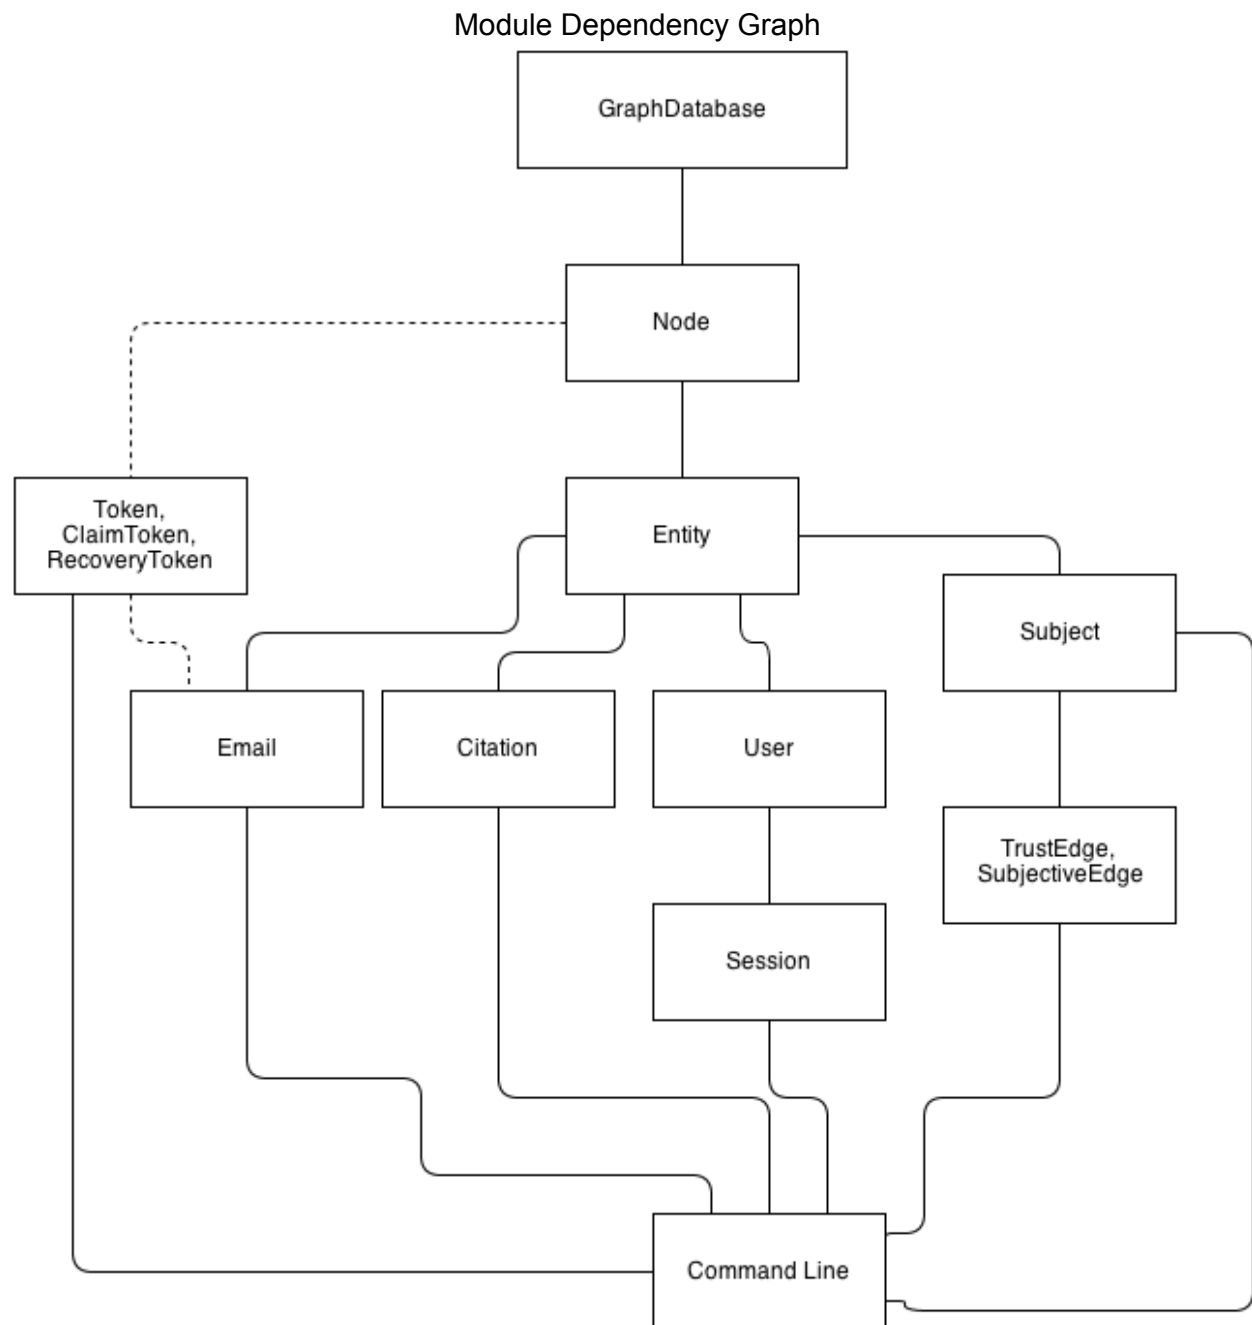 Module Dependency Graph
GraphDatabase
Node
Token,
ClaimToken,
RecoveryToken
Entity
Subject
Email
Citation
User
TrustEdge,
SubjectiveEdge
Session
Command Line